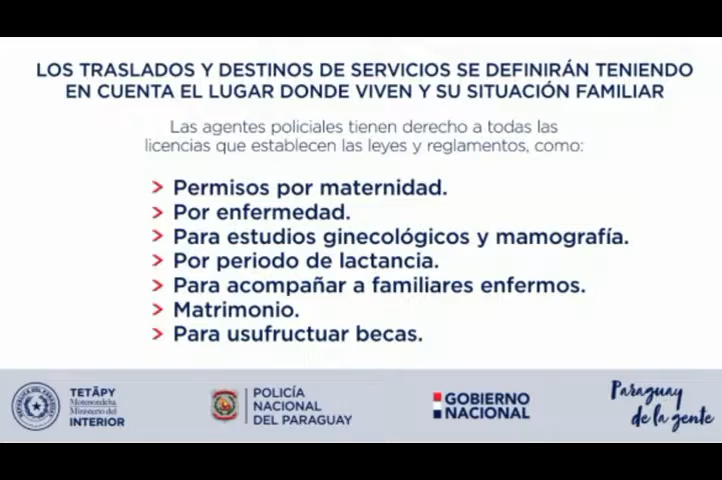 LOS TRASLADOS Y DESTINOS DE SERVICIOS SE DEFINIRÁN TENIENDO
EN CUENTA EL LUGAR DONDE VIVEN Y SU SITUACIÓN FAMILIAR
Las agentes policiales tienen derecho a todas las
licencias que establecen las leyes y reglamentos, como:
> Permisos por maternidad.
> Por enfermedad.
> Para estudios ginecológicos y mamografía.
> Por periodo de lactancia.
> Para acompañar a familiares enfermos.
> Matrimonio.
> Para usufructuar becas.
TETÃPY
Motenondeha
Ministerio del
INTERIOR
POLICÍA
NACIONAL
DEL PARAGUAY
GOBIERNO
NACIONAL
Paraguay
de la gente